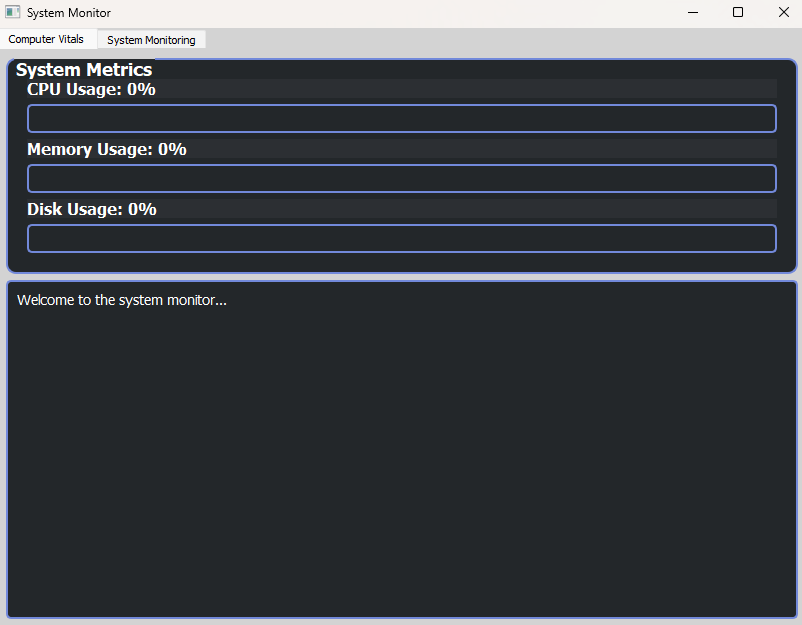 System Monitor
Computer Vitals System Monitoring
System Metrics
CPU Usage: 0%
Memory Usage: 0%
Disk Usage: 0%
Welcome to the system monitor...